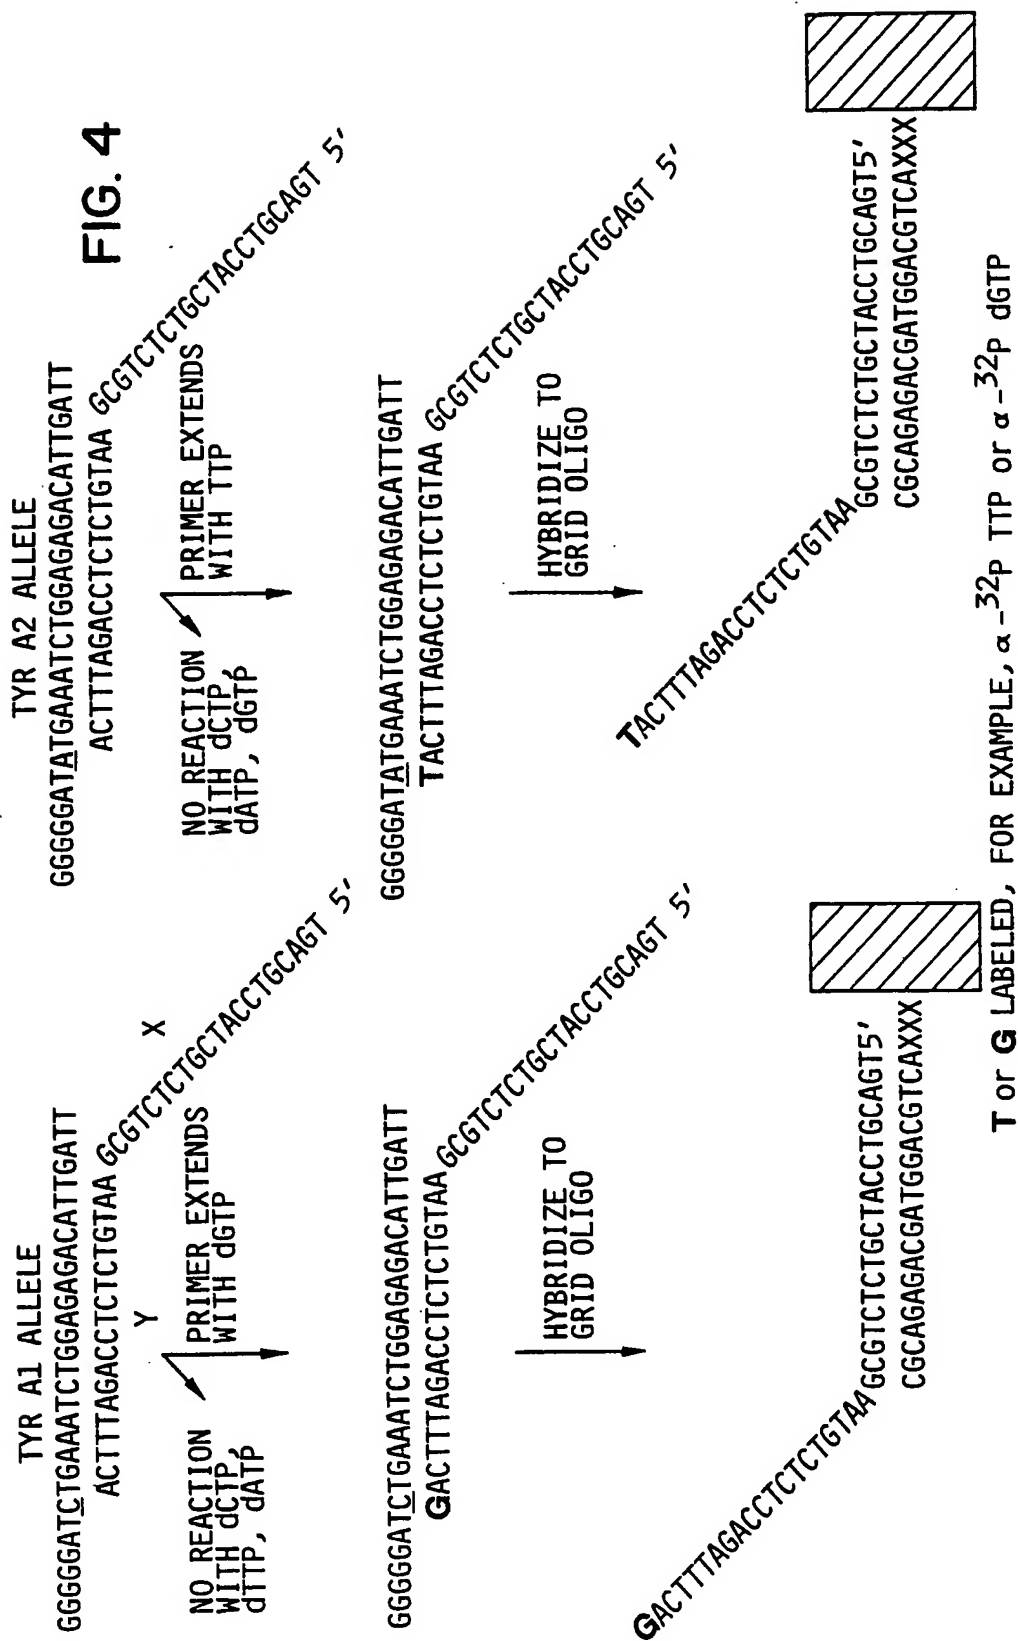 FIG. 4
TYR A1 ALLELE
GGGGGATCTGAAATCTGGAGAGACATTGATT
ACTTTAGACCTCTCTGTAA
GCGTCTCTGCTACCTGCAGT 5'
Y
X
NO REACTION
WITH dCTP,
dTTP, dATP
PRIMER EXTENDS
WITH dGTP
GGGGGATCTGAAATCTGGAGAGACATTGATT
GACTTTAGACCTCTCTGTAA
GCGTCTCTGCTACCTGCAGT 5'
HYBRIDIZE TO
GRID OLIGO
GACTTTAGACCTCTCTGTAA
GCGTCTCTGCTACCTGCAGT5'
CGCAGAGACGATGGACGTCAXXX
TYR A2 ALLELE
GGGGGATATGAAATCTGGAGAGACATTGATT
ACTTTAGACCTCTCTGTAA
GCGTCTCTGCTACCTGCAGT 5'
NO REACTION
WITH dCTP,
dATP, dGTP
PRIMER EXTENDS
WITH TTP
GGGGGATATGAAATCTGGAGAGACATTGATT
TACTTTAGACCTCTCTGTAA
GCGTCTCTGCTACCTGCAGT 5'
HYBRIDIZE TO
GRID OLIGO
TACTTTAGACCTCTCTGTAA
GCGTCTCTGCTACCTGCAGT5'
CGCAGAGACGATGGACGTCAXXX
T or G LABELED, FOR EXAMPLE, α-32P TTP or α-32P dGTP